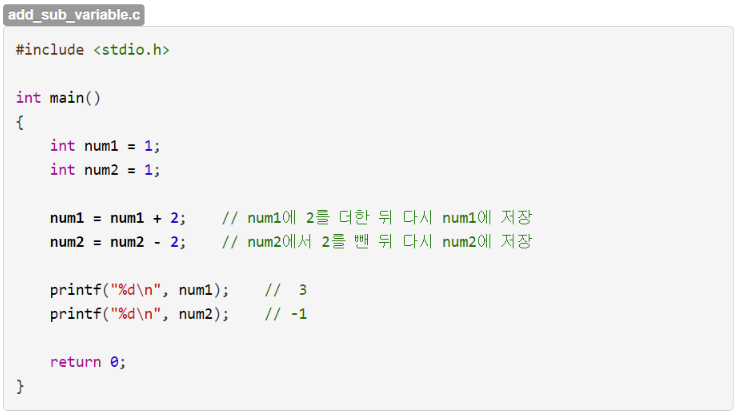 add_sub_variable.c
#include <stdio.h>
int main()
{
    int num1 = 1;
    int num2 = 1;
    num1 = num1 + 2;    // num1에 2를 더한 뒤 다시 num1에 저장
    num2 = num2 - 2;    // num2에서 2를 뺀 뒤 다시 num2에 저장
    printf("%d\n", num1);    //  3
    printf("%d\n", num2);    // -1
    return 0;
}